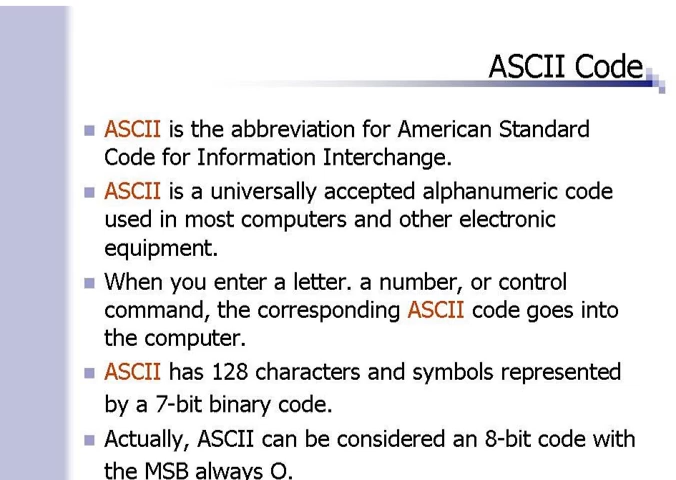 ASCII Code
ASCII is the abbreviation for American Standard
Code for Information Interchange.
ASCII is a universally accepted alphanumeric code
used in most computers and other electronic
equipment.
When you enter a letter. a number, or control
command, the corresponding ASCII code goes into
the computer.
ASCII has 128 characters and symbols represented
by a 7-bit binary code.
Actually, ASCII can be considered an 8-bit code with
the MSB always O.